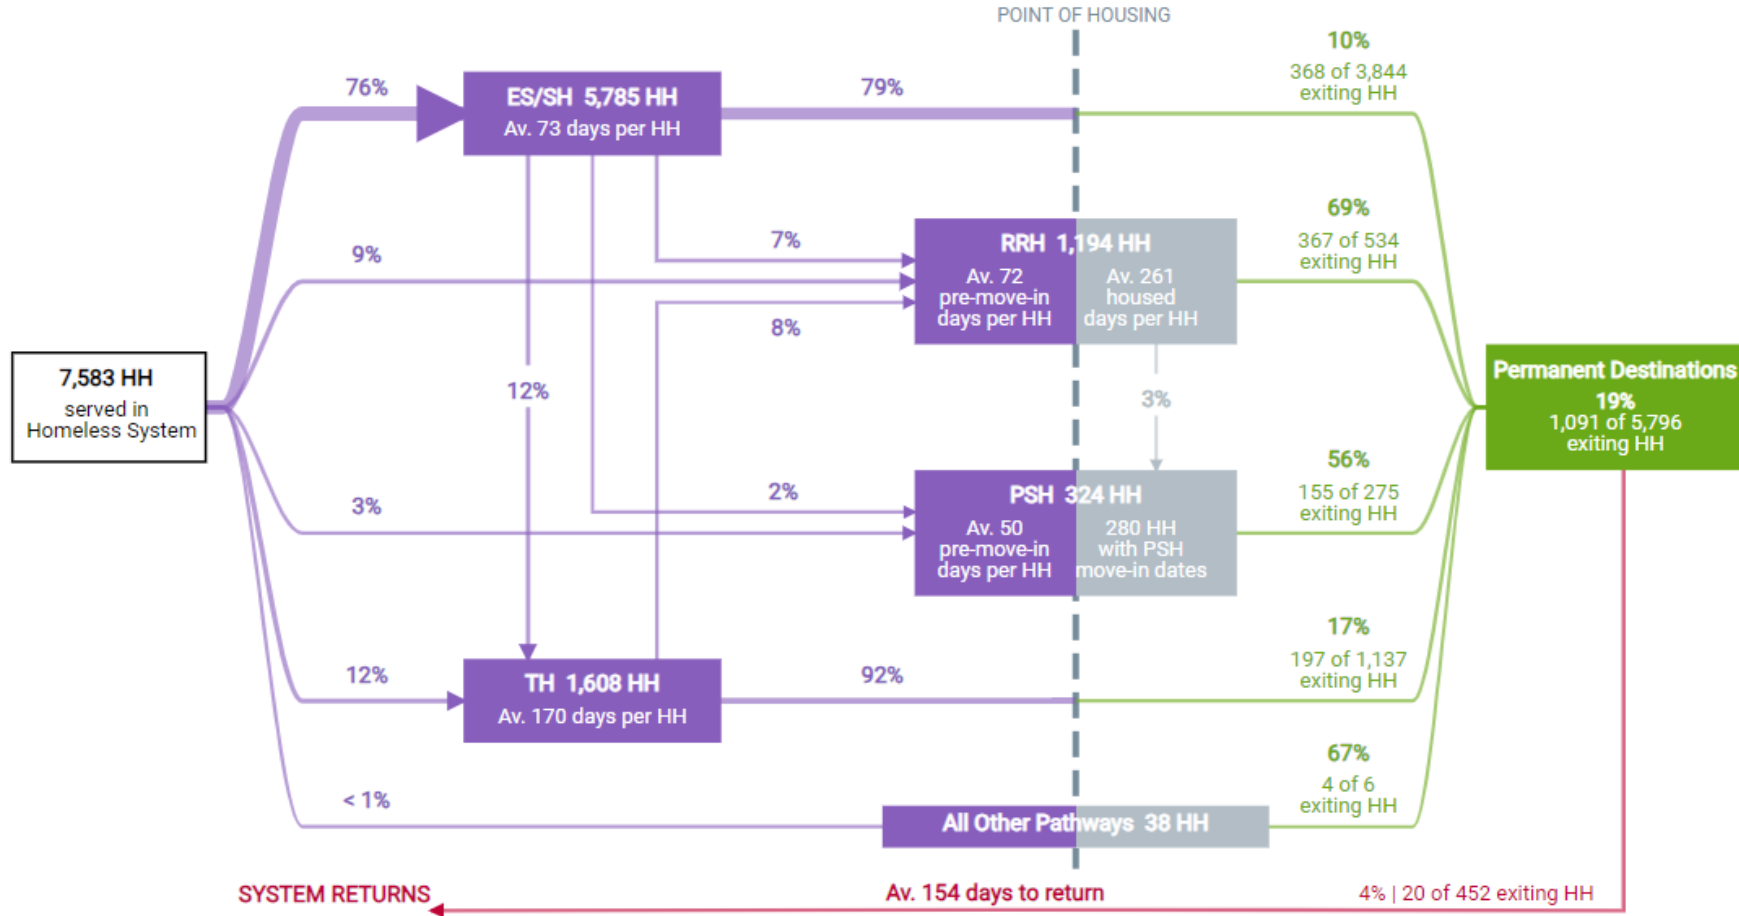 POINT OF HOUSING
76%
ES/SH 5,785 HH
Av. 73 days per HH
79%
10%
368 of 3,844
exiting HH
9%
7%
RRH 1,194 HH
Av. 72
pre-move-in
days per HH
Av. 261
housed
days per HH
69%
367 of 534
exiting HH
8%
7,583 HH
served in
Homeless System
12%
3%
Permanent Destinations
19%
1,091 of 5,796
exiting HH
3%
2%
PSH 324 HH
Av. 50
pre-move-in
days per HH
280 HH
with PSH
move-in dates
56%
155 of 275
exiting HH
12%
TH 1,608 HH
Av. 170 days per HH
92%
17%
197 of 1,137
exiting HH
< 1%
All Other Pathways 38 HH
67%
4 of 6
exiting HH
SYSTEM RETURNS
Av. 154 days to return
4% | 20 of 452 exiting HH